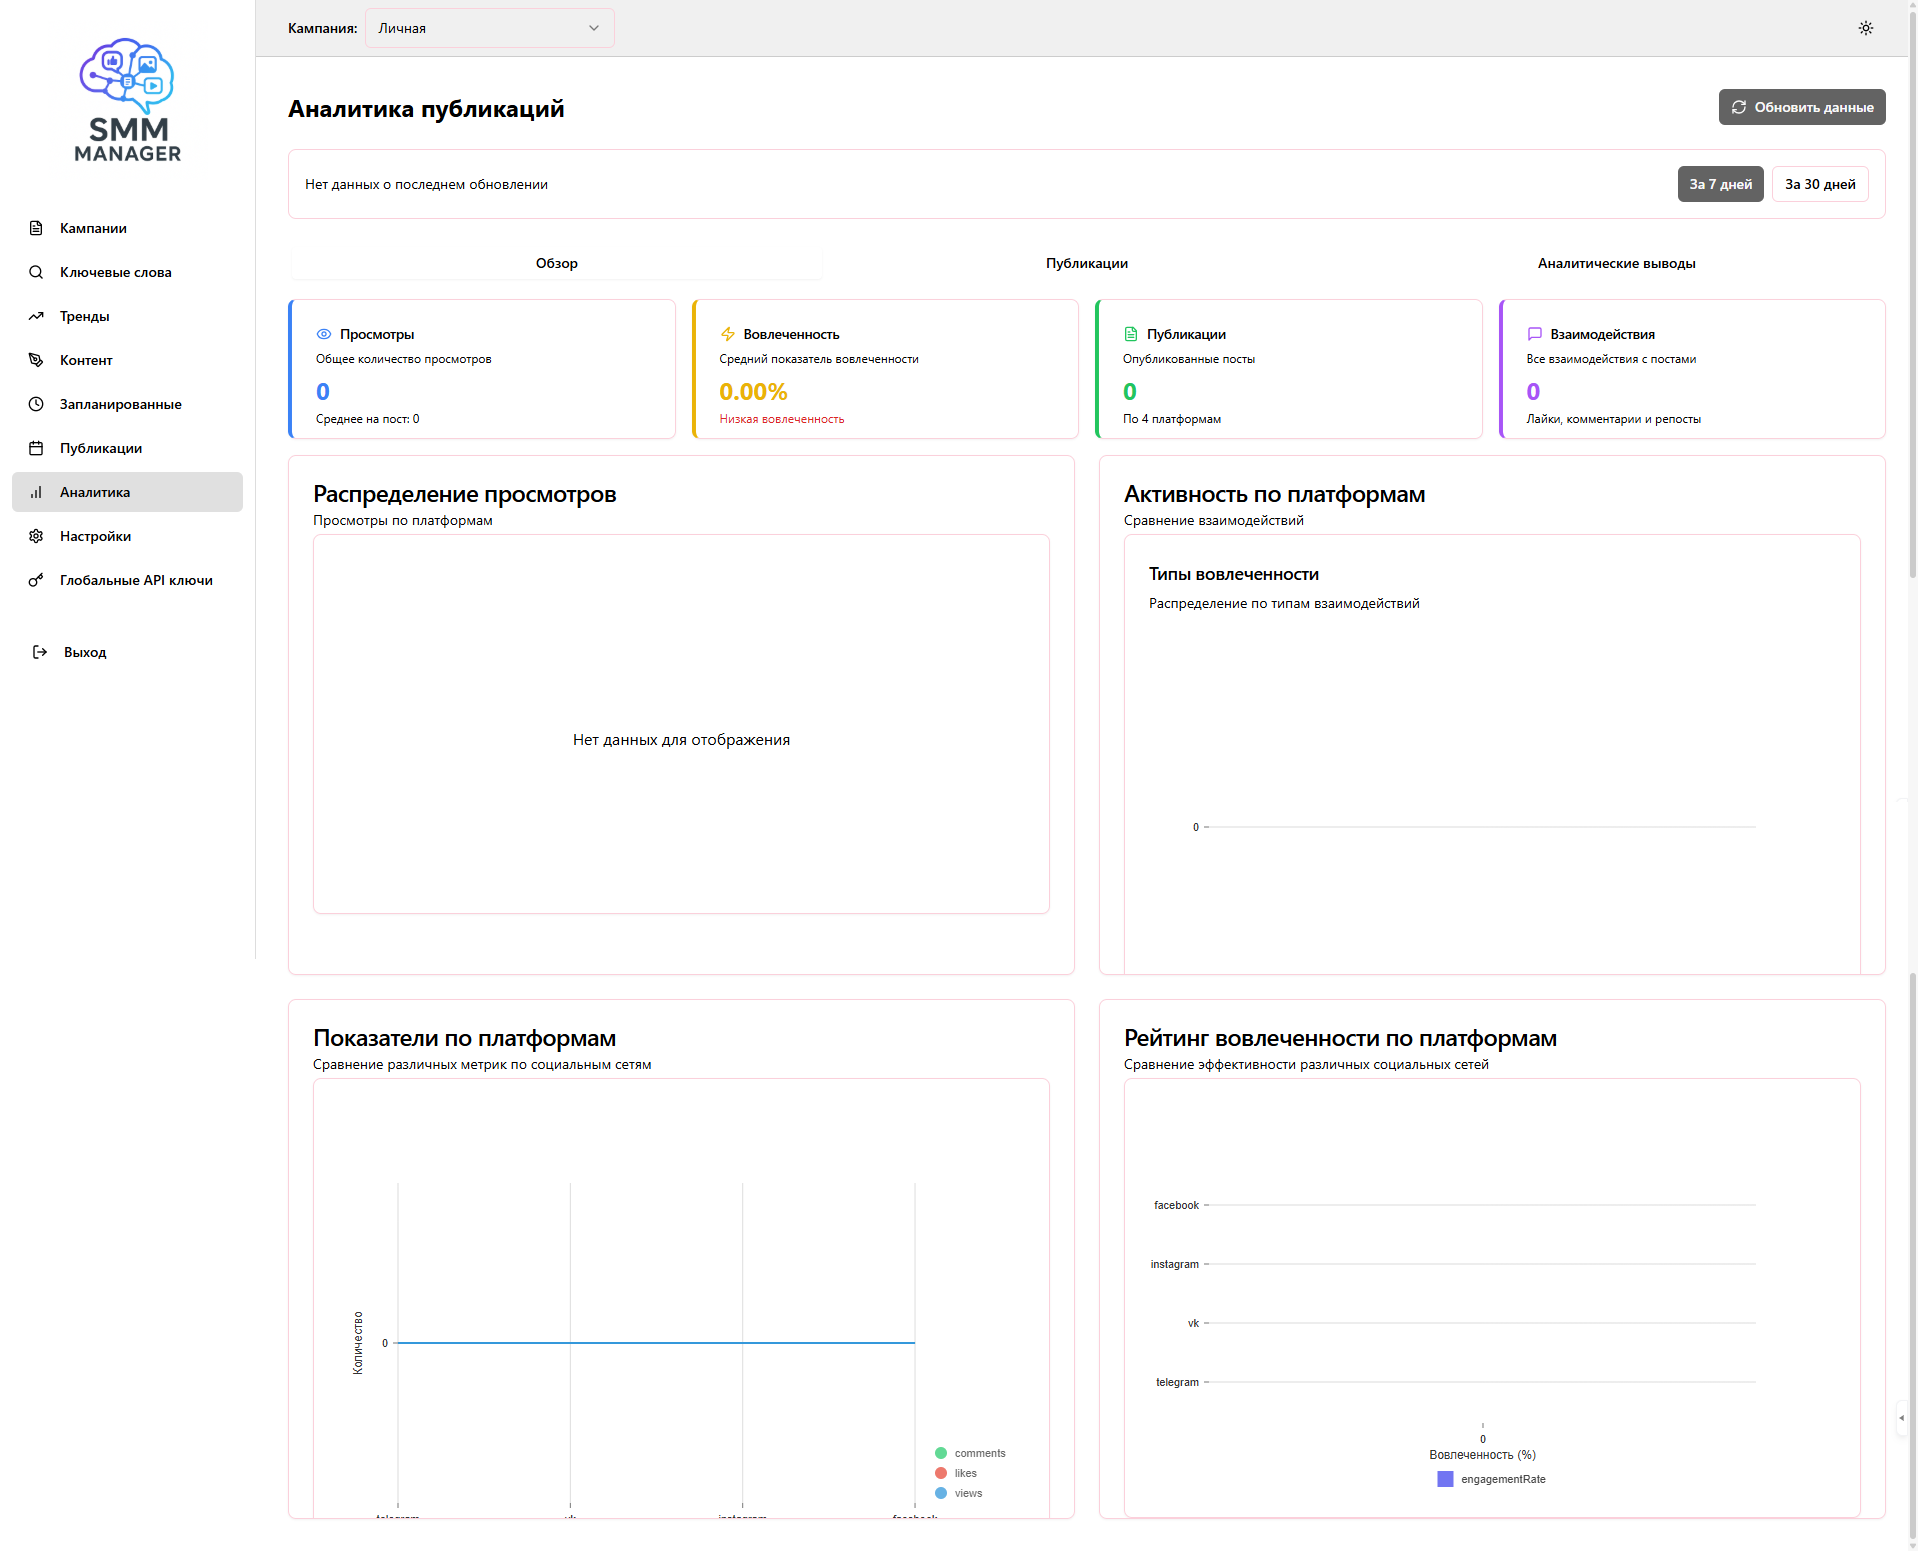 SMM
MANAGER
Кампании
Ключевые слова
Тренды
Контент
Запланированные
Публикации
Аналитика
Настройки
Глобальные API ключи
Выход
Кампания:
Личная
Аналитика публикаций
Обновить данные
Нет данных о последнем обновлении
За 7 дней
За 30 дней
Обзор
Публикации
Аналитические выводы
Просмотры
Общее количество просмотров
0
Среднее на пост: 0
Вовлеченность
Средний показатель вовлеченности
0.00%
Низкая вовлеченность
Публикации
Опубликованные посты
0
По 4 платформам
Взаимодействия
Все взаимодействия с постами
0
Лайки, комментарии и репосты
Распределение просмотров
Просмотры по платформам
Нет данных для отображения
Активность по платформам
Сравнение взаимодействий
Типы вовлеченности
Распределение по типам взаимодействий
0
Показатели по платформам
Сравнение различных метрик по социальным сетям
Количество
0
comments
likes
views
telegram
vk
instagram
facebook
Рейтинг вовлеченности по платформам
Сравнение эффективности различных социальных сетей
facebook
instagram
vk
telegram
0
Вовлеченность (%)
engagementRate